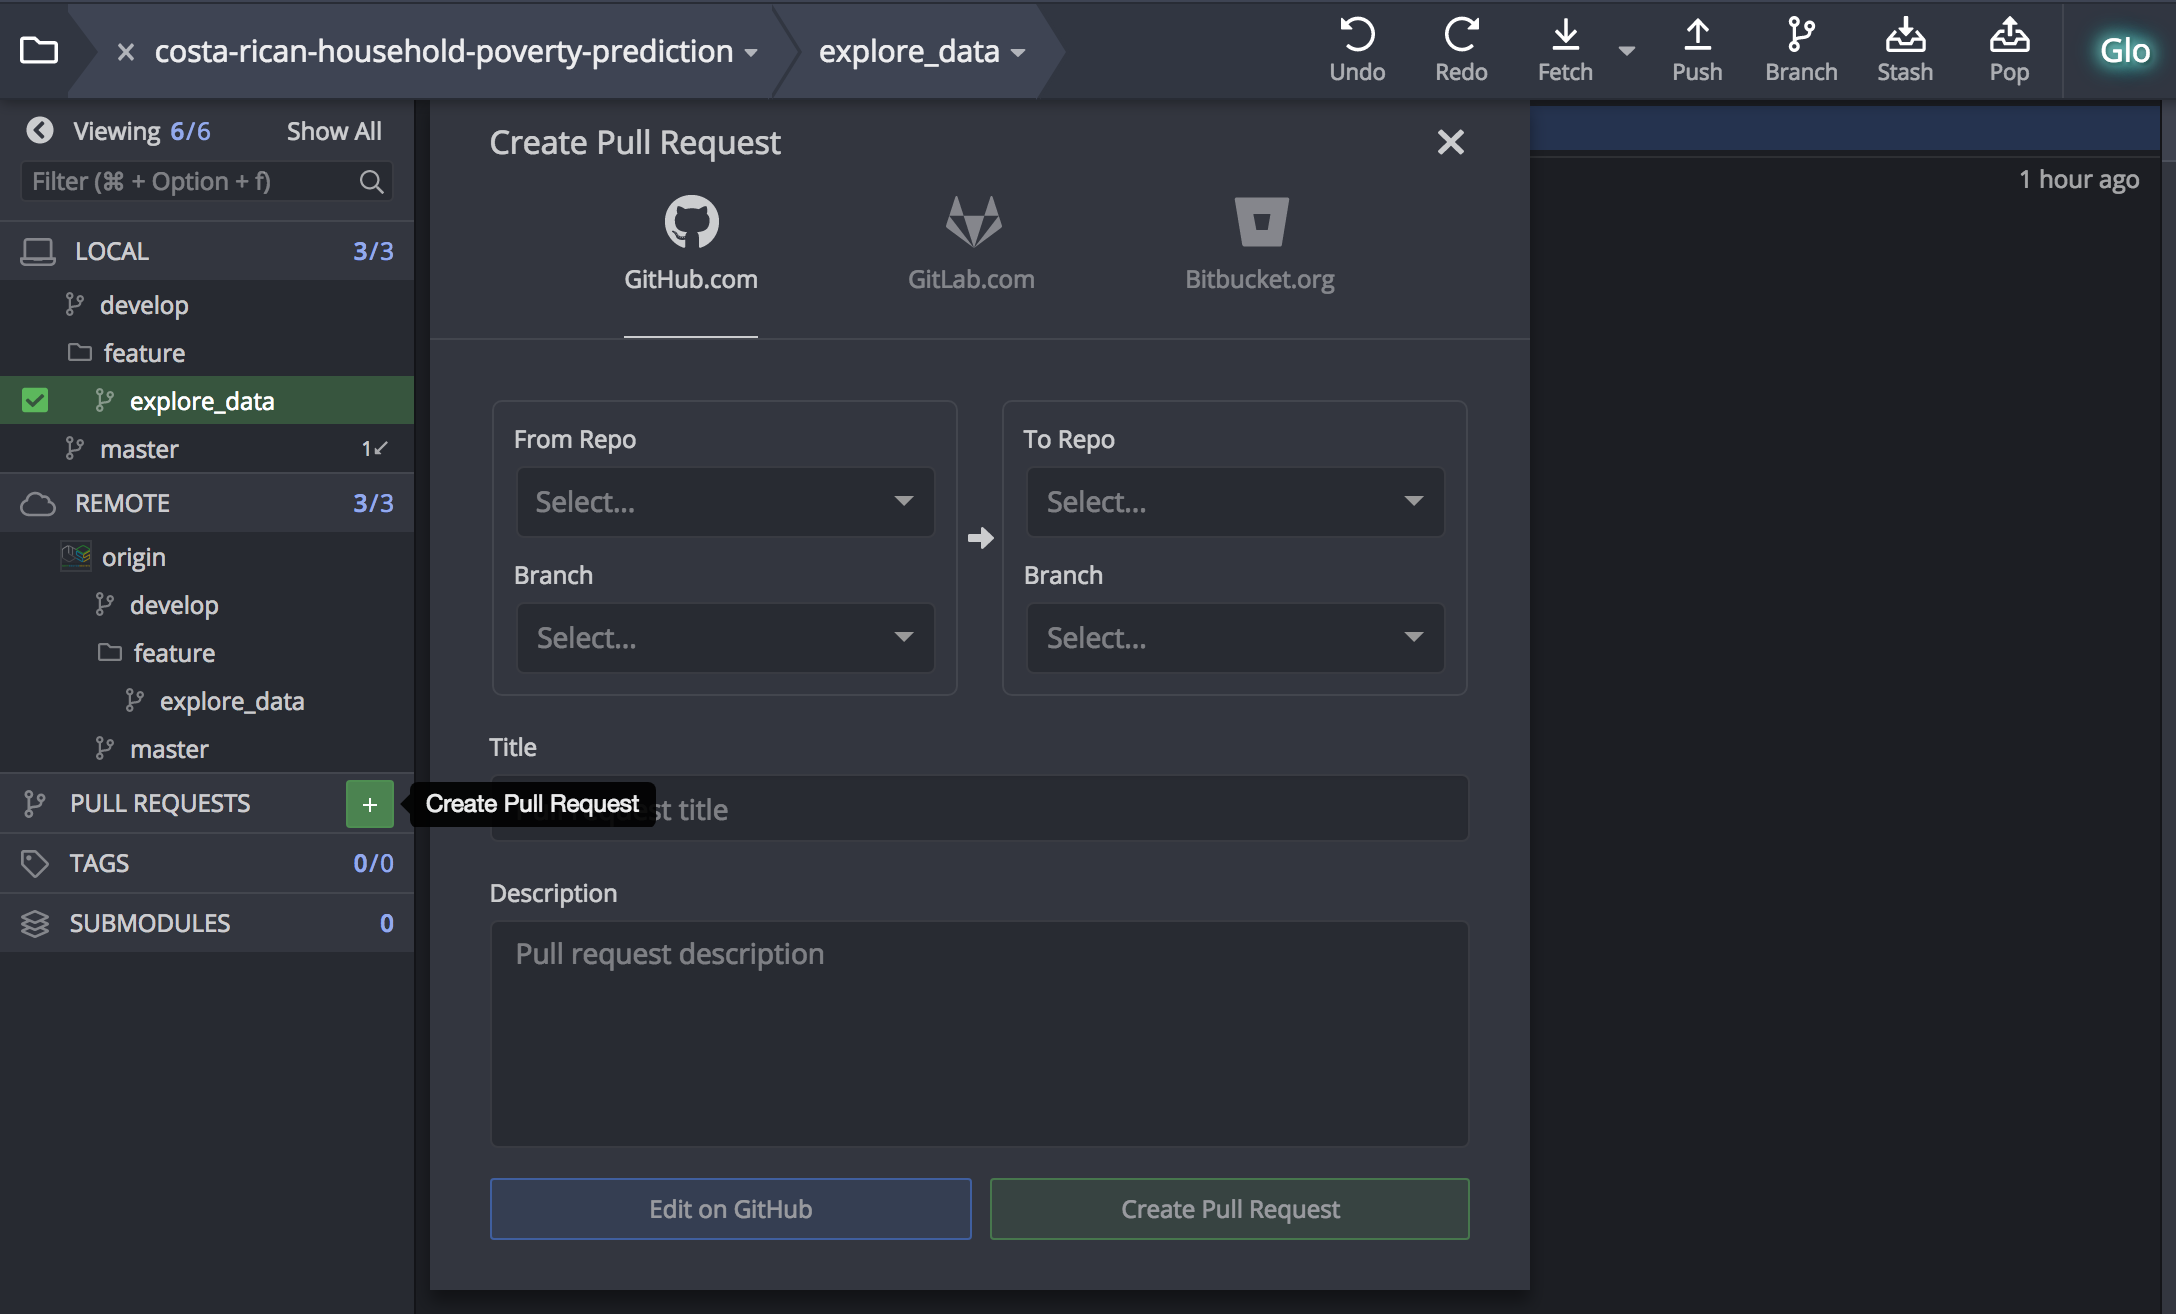 costa-rican-household-poverty-prediction
explore_data
Undo
Redo
Fetch
Push
Branch
Stash
Pop
Glo
Viewing 6/6
Show All
Filter (⌘ + Option + f)
LOCAL 3/3
develop
feature
explore_data
master 1↙
REMOTE 3/3
origin
develop
feature
explore_data
master
PULL REQUESTS +
TAGS 0/0
SUBMODULES 0
Create Pull Request
GitHub.com
GitLab.com
Bitbucket.org
From Repo
Select...
Branch
Select...
To Repo
Select...
Branch
Select...
Title
Create Pull Request
title
Description
Pull request description
Edit on GitHub
Create Pull Request
1 hour ago